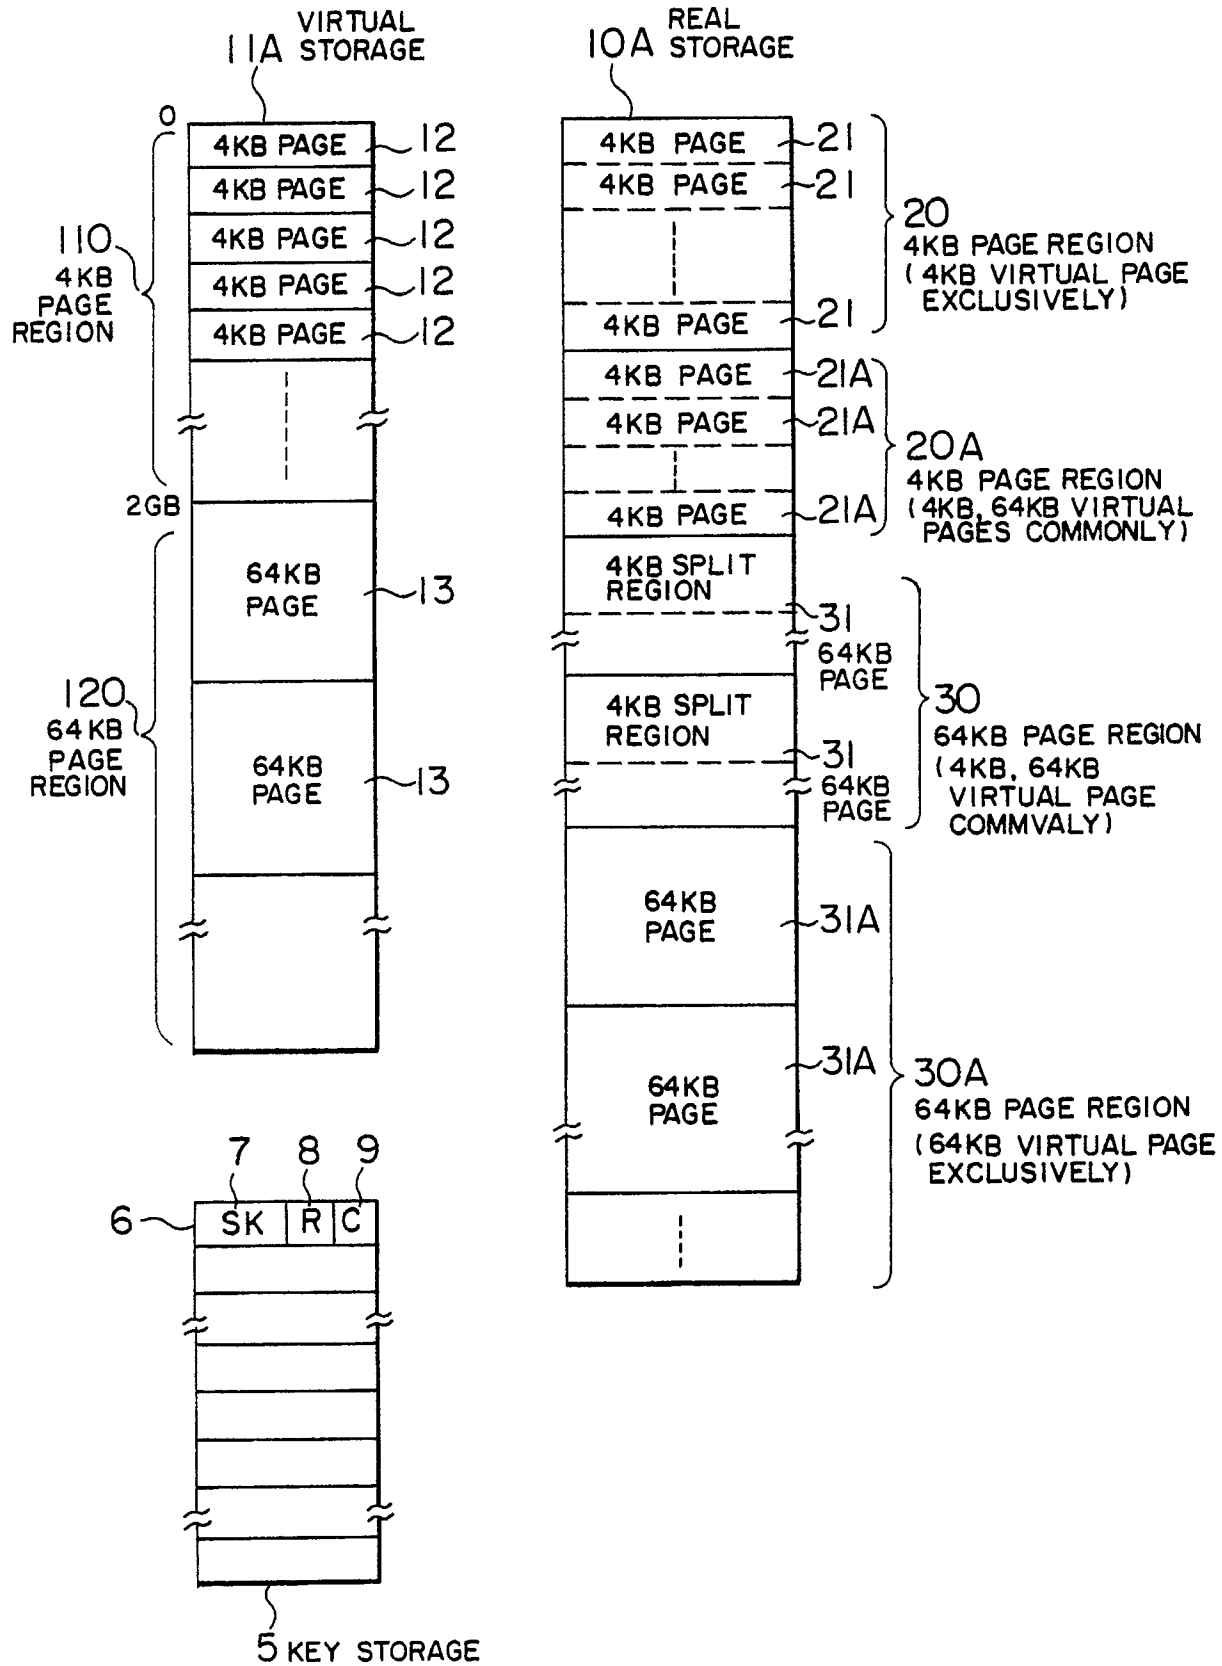 VIRTUAL
11A STORAGE
0
4KB PAGE 12
4KB PAGE 12
4KB PAGE 12
4KB PAGE 12
4KB PAGE 12
110
4KB
PAGE
REGION
2GB
64KB
PAGE
13
120
64KB
PAGE
REGION
64KB
PAGE
13
REAL
10A STORAGE
4KB PAGE 21
4KB PAGE 21
4KB PAGE 21
20
4KB PAGE REGION
(4KB VIRTUAL PAGE
EXCLUSIVELY)
4KB PAGE 21A
4KB PAGE 21A
4KB PAGE 21A
20A
4KB PAGE REGION
(4KB, 64KB VIRTUAL
PAGES COMMONLY)
4KB SPLIT
REGION
31
64KB
PAGE
4KB SPLIT
REGION
31
64KB
PAGE
30
64KB PAGE REGION
(4KB, 64KB
VIRTUAL PAGE
COMMVALY)
64KB
PAGE
31A
64KB
PAGE
31A
30A
64KB PAGE REGION
(64KB VIRTUAL PAGE
EXCLUSIVELY)
7 8 9
6 SK R C
5 KEY STORAGE